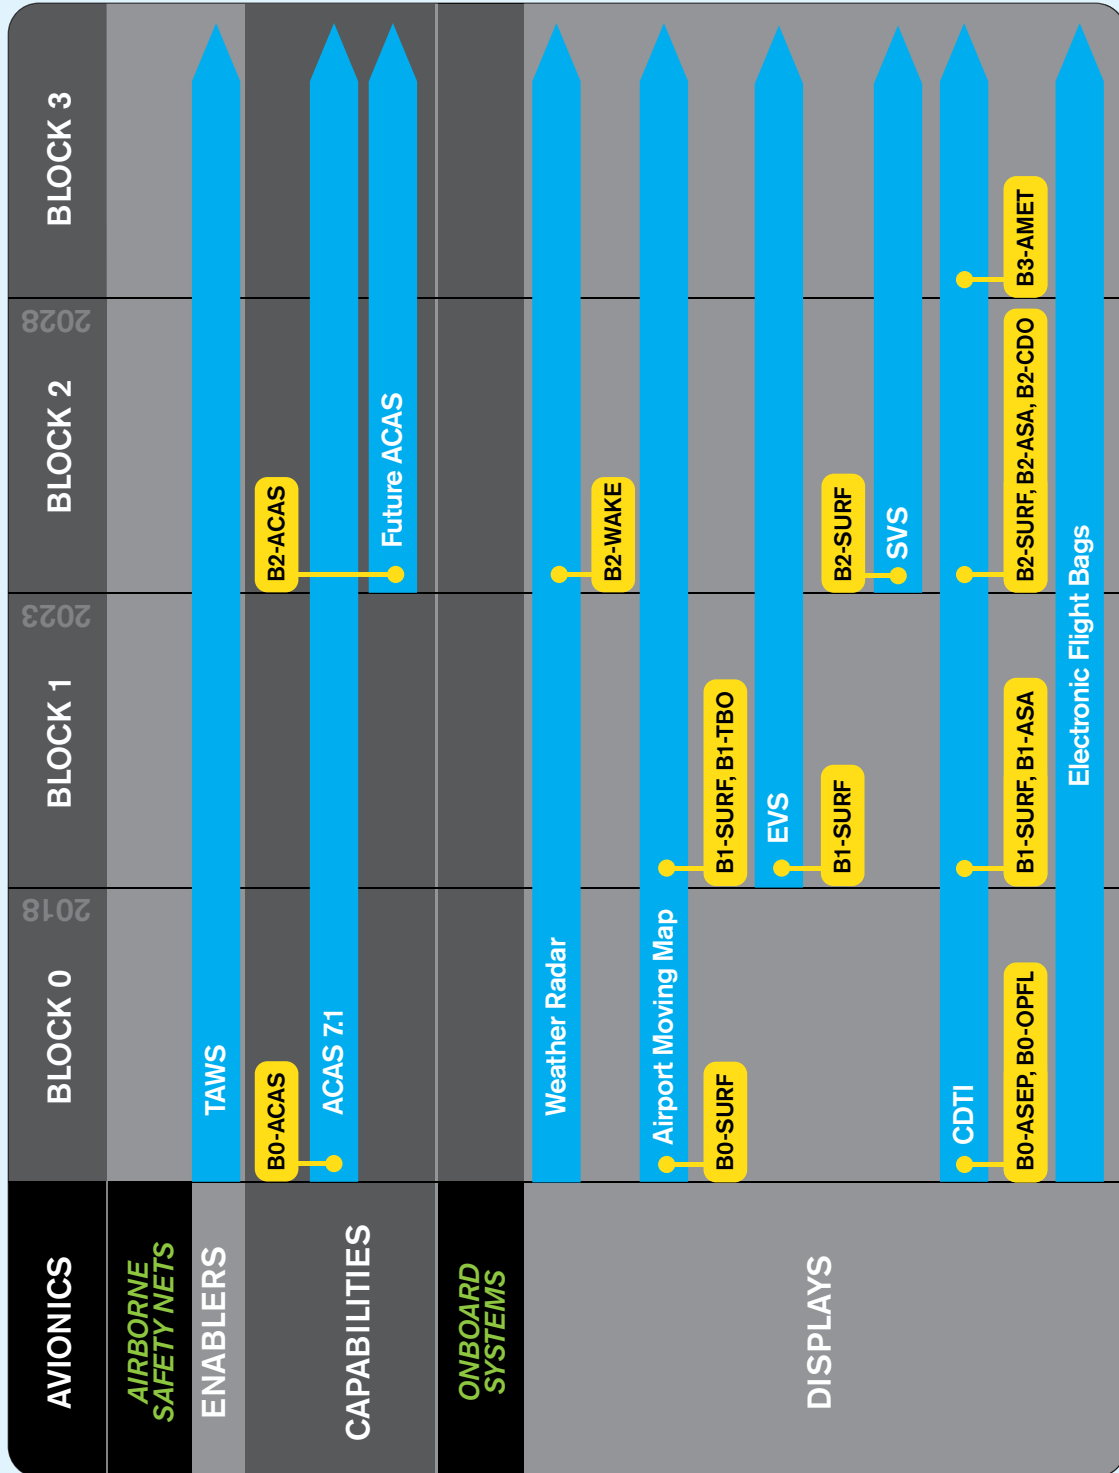 AVIONICS
BLOCK 0
2018
BLOCK 1
2023
BLOCK 2
2028
BLOCK 3
AIRBORNE
SAFETY NETS
ENABLERS
TAWS
CAPABILITIES
B0-ACAS
B2-ACAS
ACAS 7.1
Future ACAS
ONBOARD
SYSTEMS
DISPLAYS
Weather Radar
B2-WAKE
Airport Moving Map
B0-SURF
B1-SURF, B1-TBO
EVS
B1-SURF
B2-SURF
SVS
CDTI
B0-ASEP, B0-OPFL
B1-SURF, B1-ASA
B2-SURF, B2-ASA, B2-CDO
B3-AMET
Electronic Flight Bags